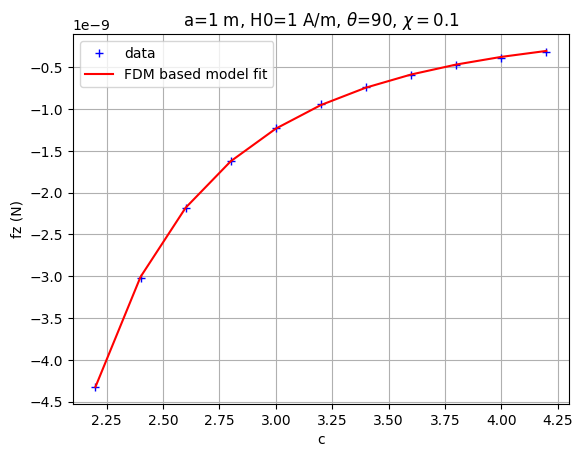 a=1 m, H0=1 A/m, θ=90, χ = 0.1
1e−9
data
FDM based model fit
−0.5
−1.0
−1.5
−2.0
−2.5
−3.0
−3.5
−4.0
−4.5
fz (N)
2.25 2.50 2.75 3.00 3.25 3.50 3.75 4.00 4.25
c